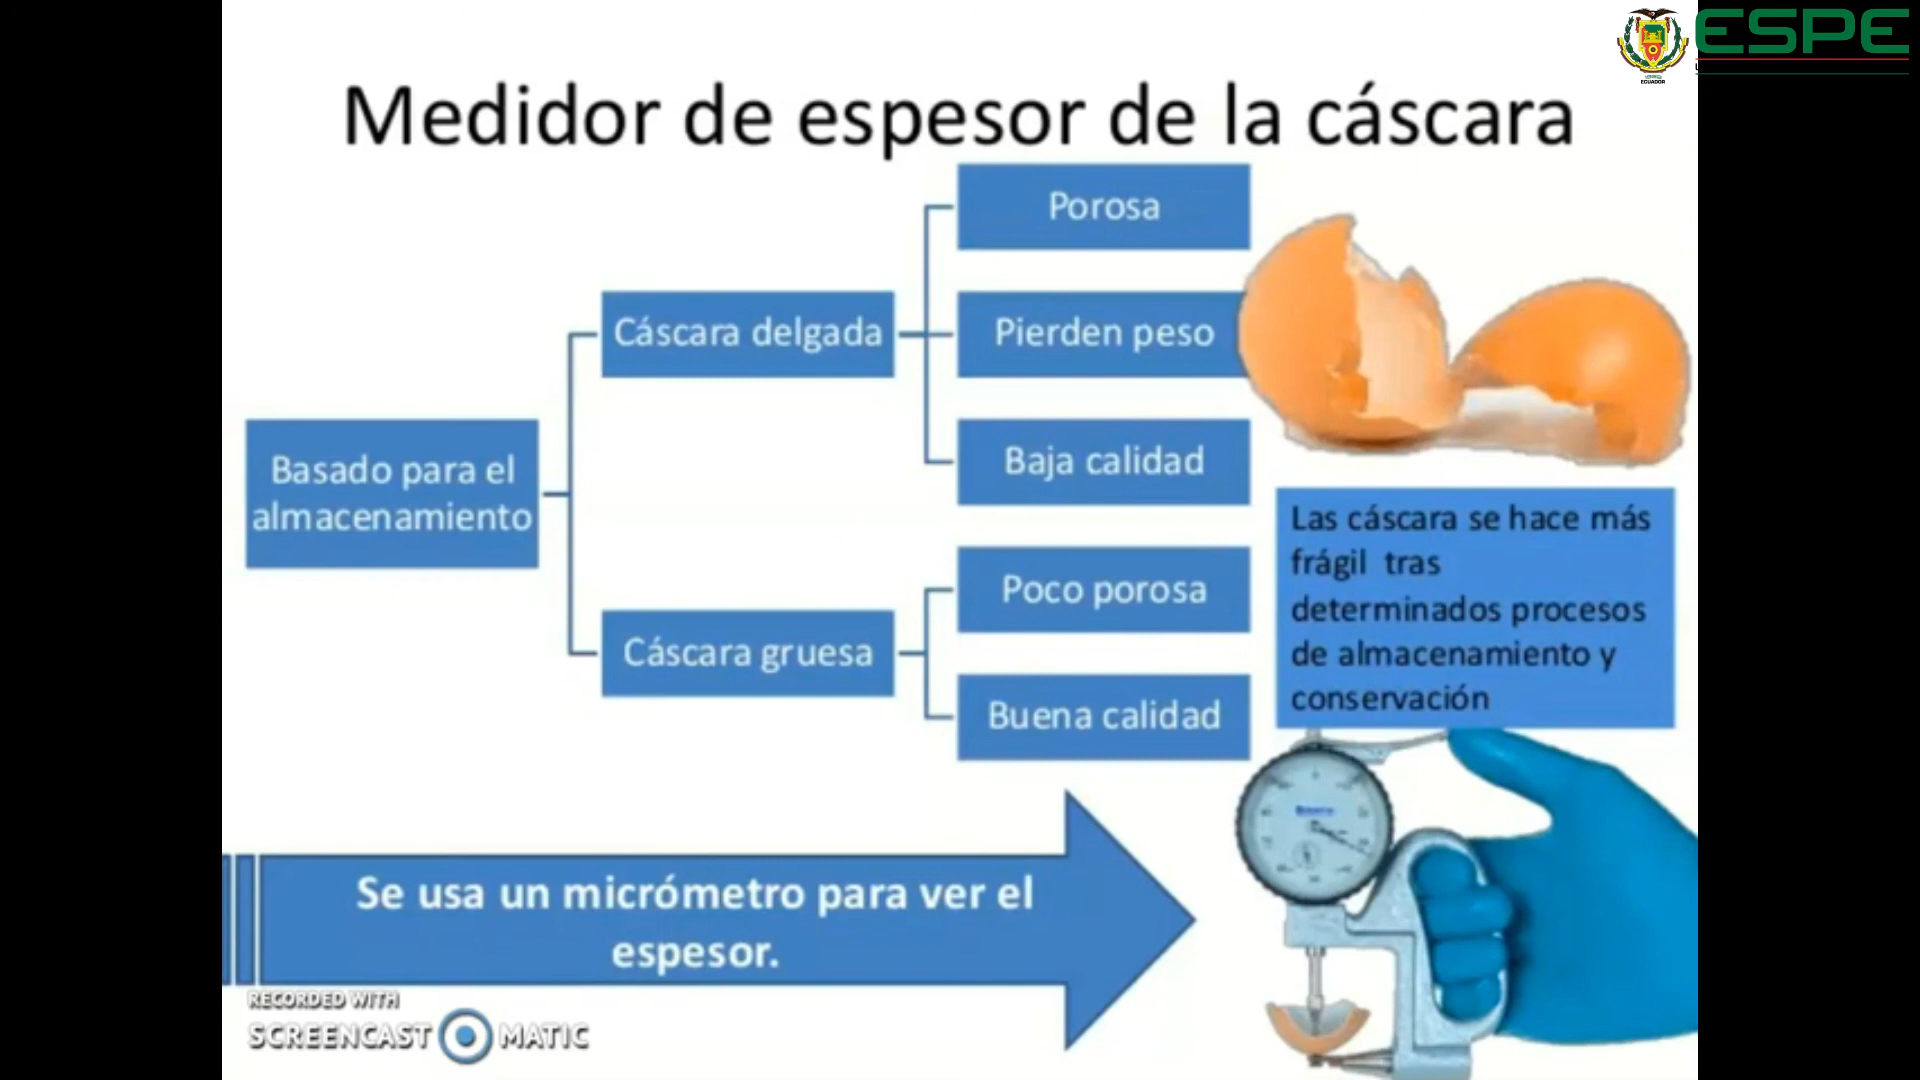 ESPE
ECUADOR
Medidor de espesor de la cáscara
Basado para el
almacenamiento
Cáscara delgada
Porosa
Pierden peso
Baja calidad
Cáscara gruesa
Poco porosa
Buena calidad
Las cáscara se hace más
frágil tras
determinados procesos
de almacenamiento y
conservación
Se usa un micrómetro para ver el
espesor.
RECORDED WITH
SCREENCAST MATIC